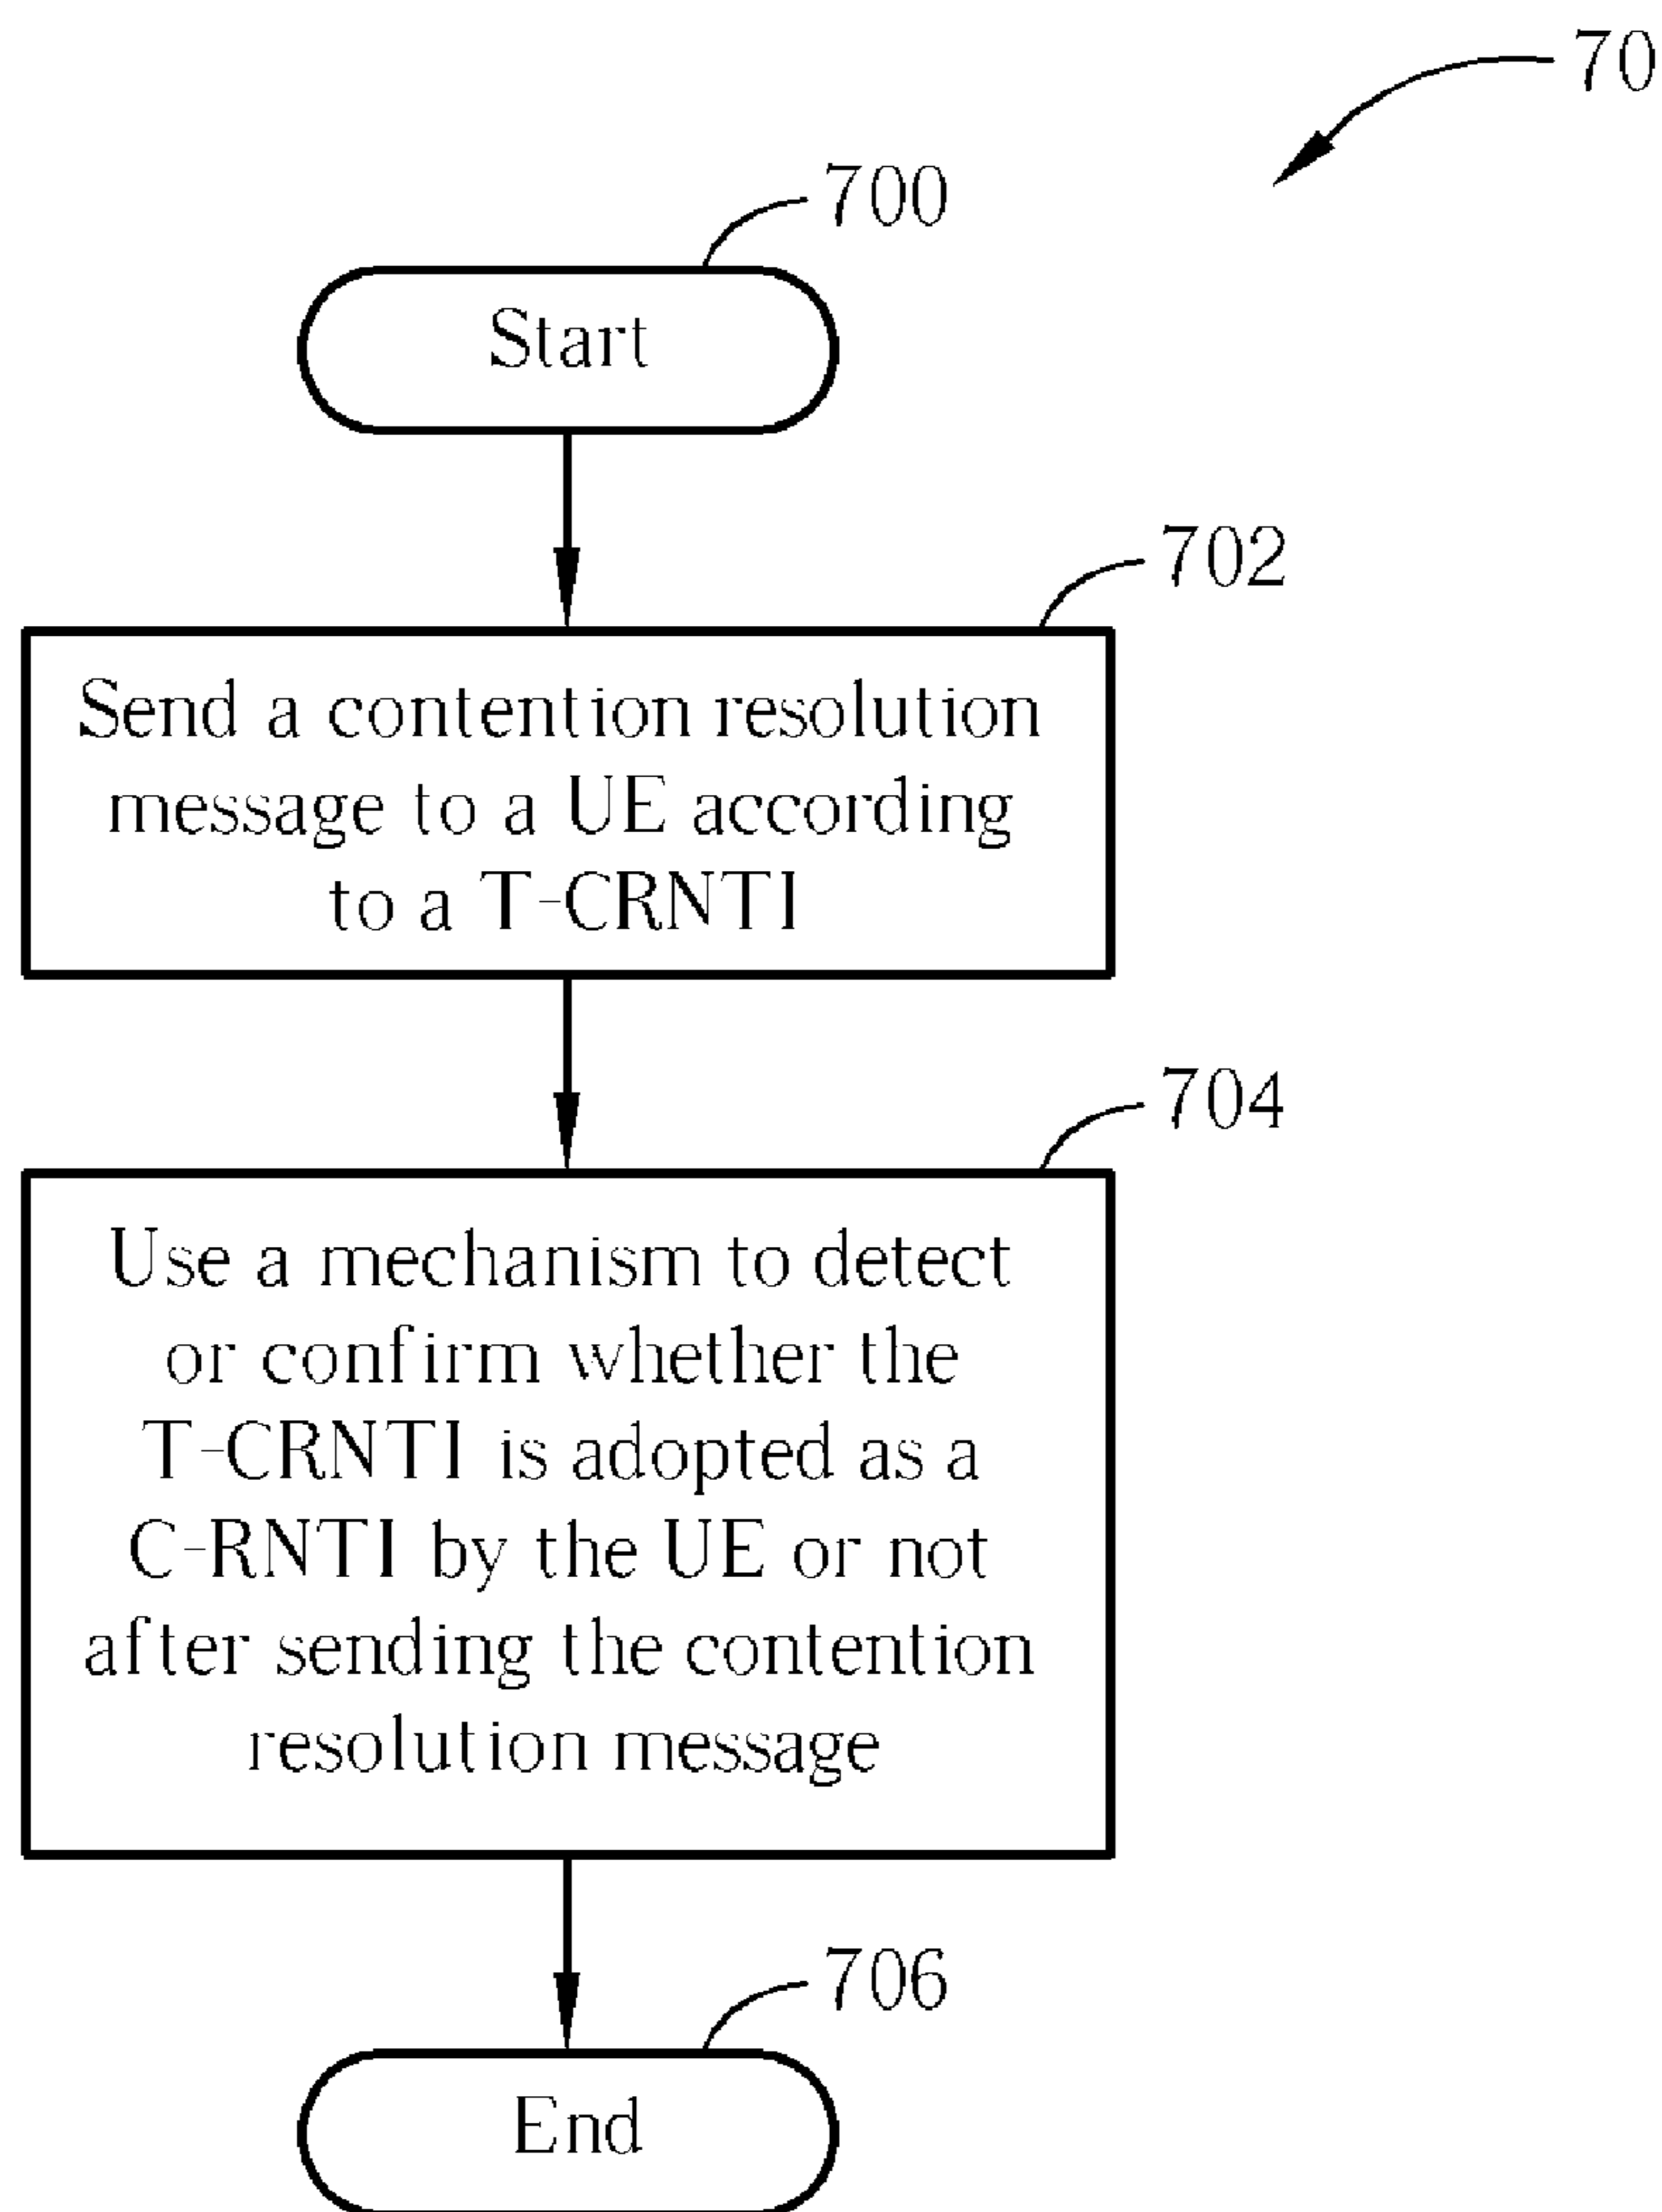 70
700
Start
702
Send a contention resolution
message to a UE according
to a T-CRNTI
704
Use a mechanism to detect
or confirm whether the
T-CRNTI is adopted as a
C-RNTI by the UE or not
after sending the contention
resolution message
706
End